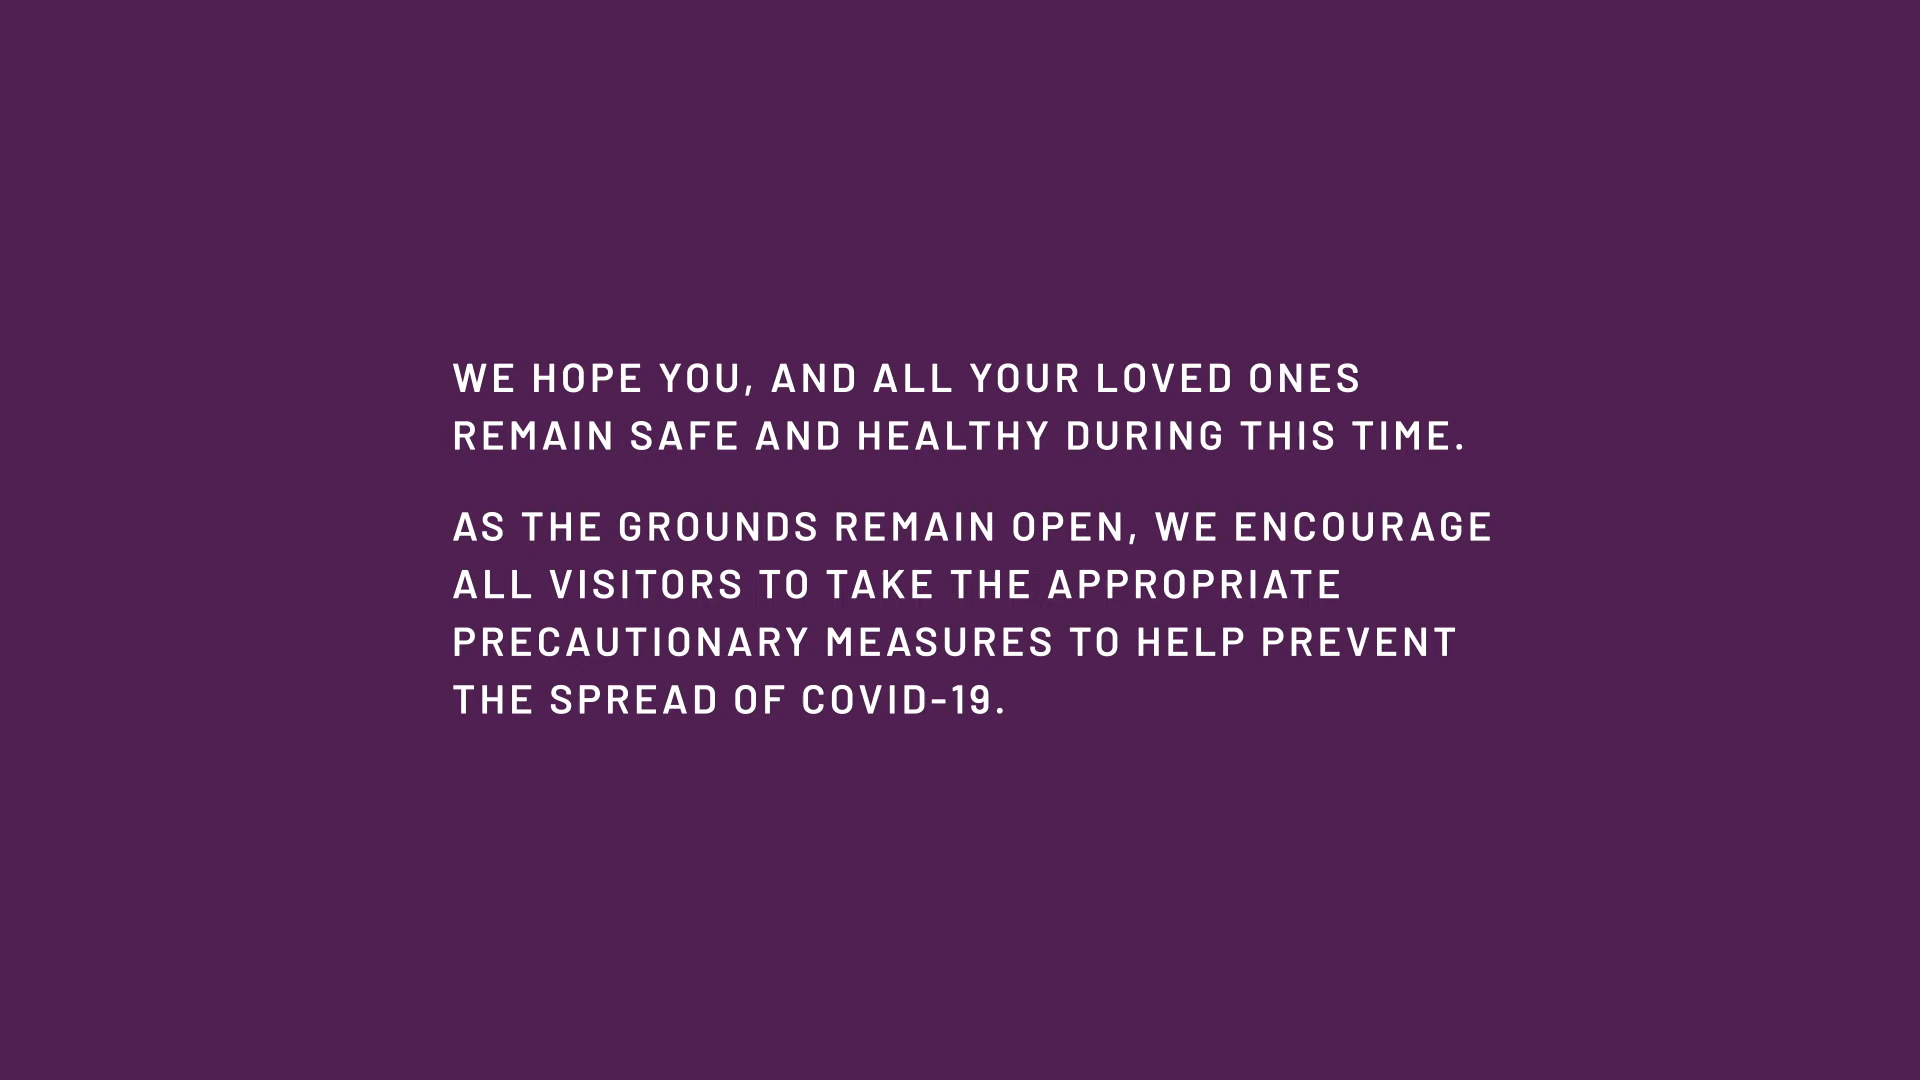 WE HOPE YOU, AND ALL YOUR LOVED ONES
REMAIN SAFE AND HEALTHY DURING THIS TIME.
AS THE GROUNDS REMAIN OPEN, WE ENCOURAGE
ALL VISITORS TO TAKE THE APPROPRIATE
PRECAUTIONARY MEASURES TO HELP PREVENT
THE SPREAD OF COVID-19.